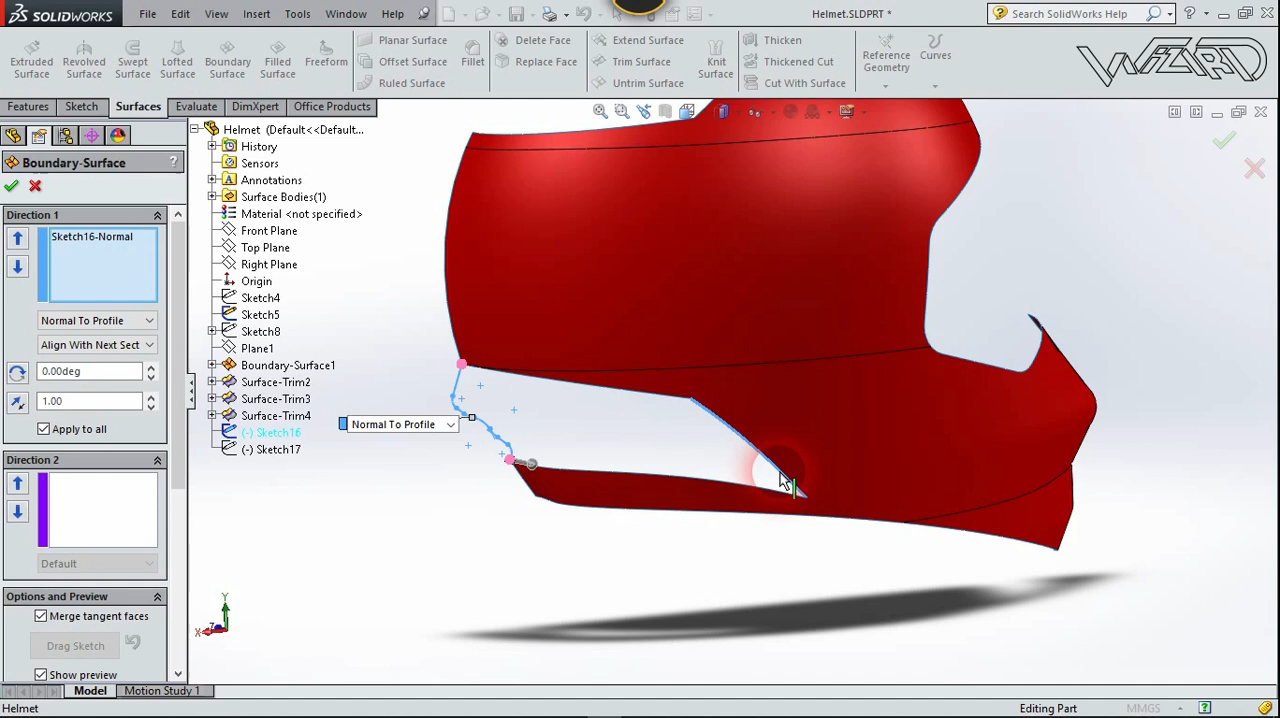 SOLIDWORKS File Edit View Insert Tools Window Help Helmet.SLDPRT * Search SolidWorks Help ?
Extruded Surface
Revolved Surface
Swept Surface
Lofted Surface
Boundary Surface
Filled Surface
Freeform
Planar Surface
Offset Surface
Ruled Surface
Fillet
Delete Face
Replace Face
Extend Surface
Trim Surface
Untrim Surface
Knit Surface
Thicken
Thickened Cut
Cut With Surface
Reference Geometry
Curves
WIZARD
Features Sketch Surfaces Evaluate DimXpert Office Products
Boundary-Surface ?
Direction 1
Sketch16-Normal
Normal To Profile
Align With Next Sect
0.00deg
1.00
Apply to all
Direction 2
Default
Options and Preview
Merge tangent faces
Drag Sketch
Show preview
Helmet (Default<<Default...
History
Sensors
Annotations
Surface Bodies(1)
Material <not specified>
Front Plane
Top Plane
Right Plane
Origin
Sketch4
Sketch5
Sketch8
Plane1
Boundary-Surface1
Surface-Trim2
Surface-Trim3
Surface-Trim4
(-) Sketch16
(-) Sketch17
Normal To Profile
Y
X
Z
Model Motion Study 1
Helmet Editing Part MMGS ?